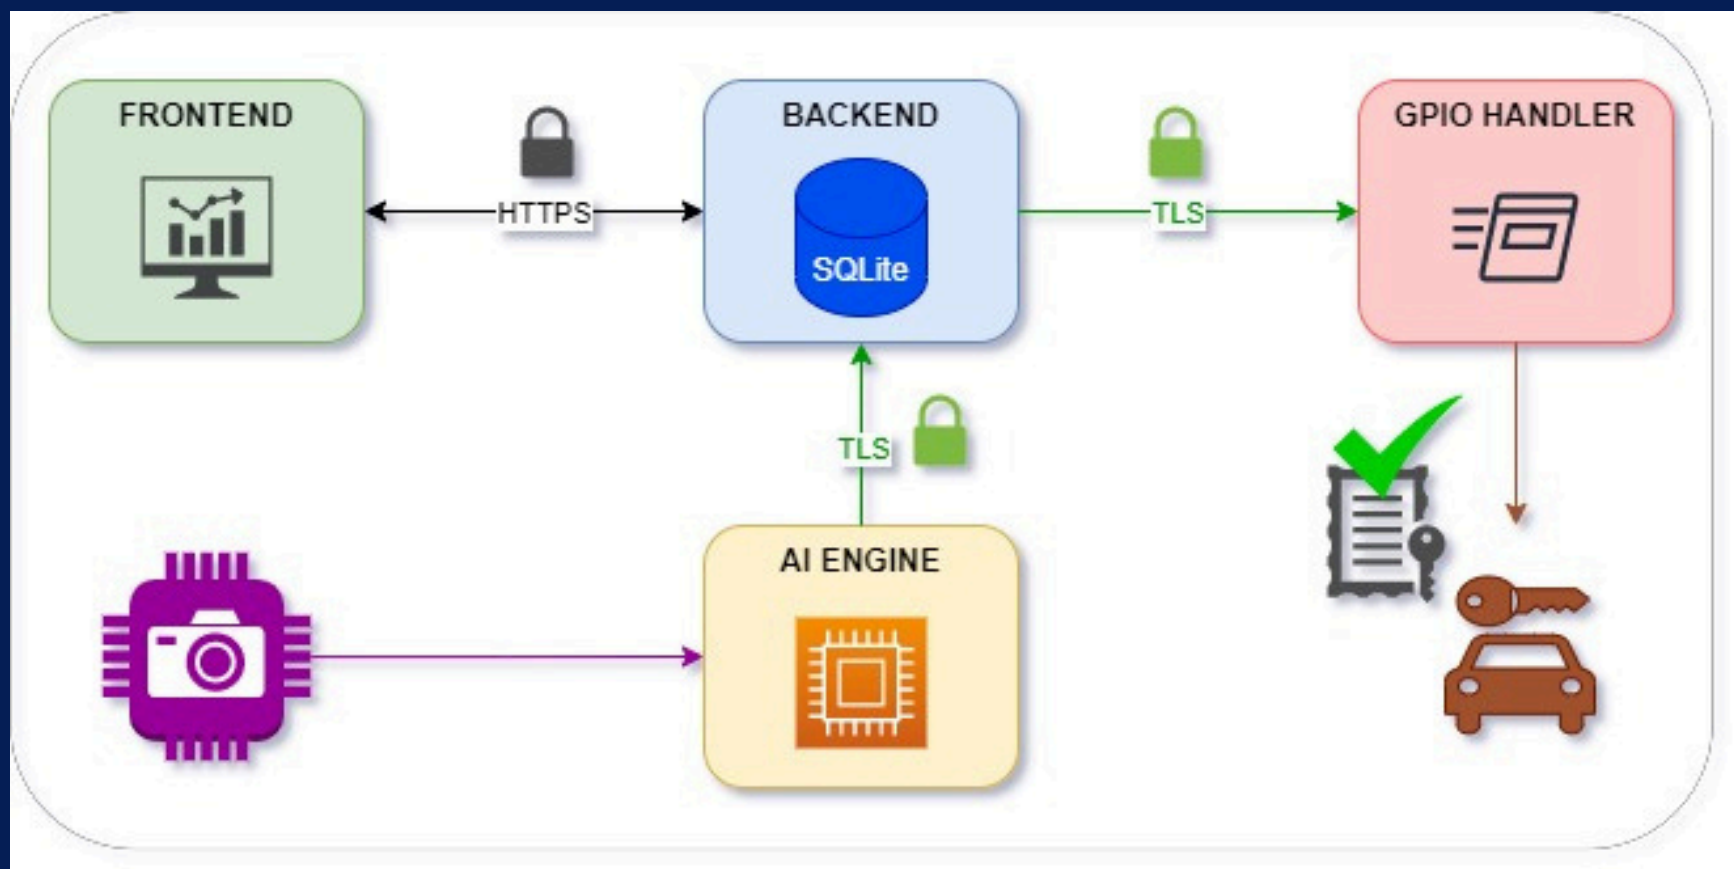 FRONTEND
BACKEND
GPIO HANDLER
HTTPS
TLS
SQLite
TLS
AI ENGINE